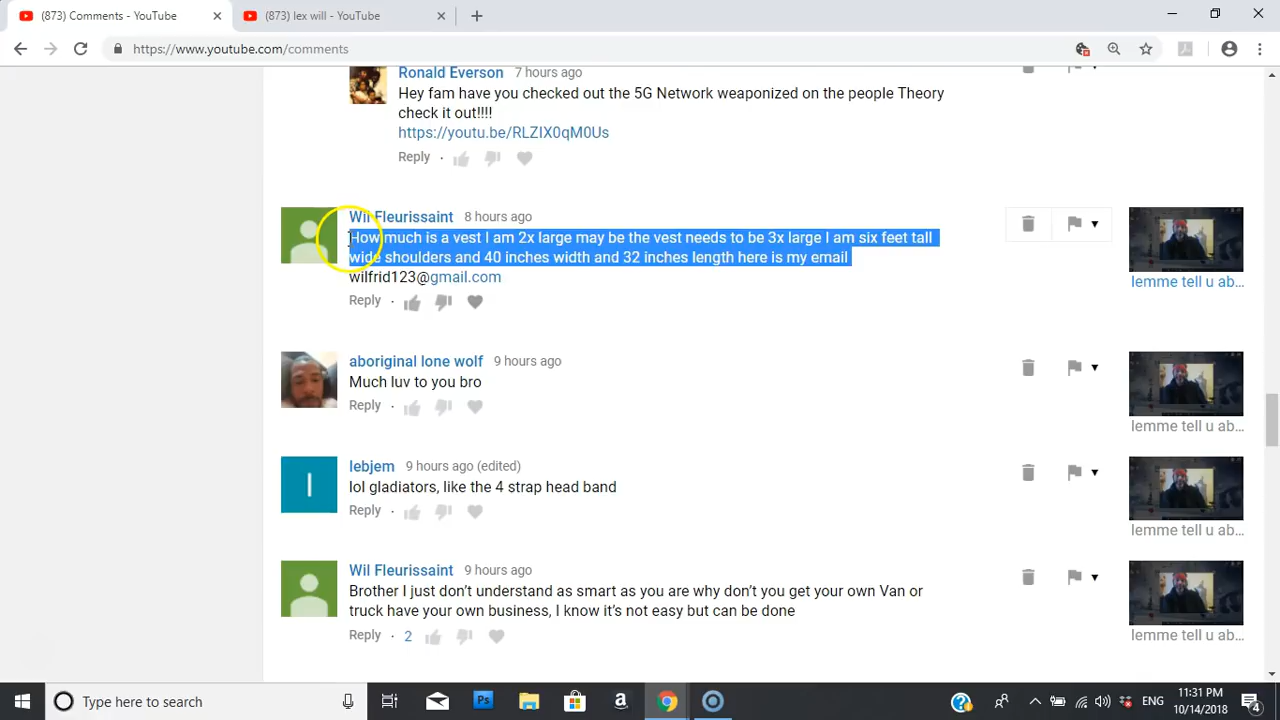 (873) Comments - YouTube
(873) lex will - YouTube
https://www.youtube.com/comments
Ronald Everson 7 hours ago
Hey fam have you checked out the 5G Network weaponized on the people Theory
check it out!!!!
https://youtu.be/RLZIX0qM0Us
Reply
Wil Fleurissaint 8 hours ago
How much is a vest I am 2x large may be the vest needs to be 3x large I am six feet tall
wide shoulders and 40 inches width and 32 inches length here is my email
wilfrid123@gmail.com
Reply
lemme tell u ab...
aboriginal lone wolf 9 hours ago
Much luv to you bro
Reply
lemme tell u ab...
lebjem 9 hours ago (edited)
lol gladiators, like the 4 strap head band
Reply
lemme tell u ab...
Wil Fleurissaint 9 hours ago
Brother I just don’t understand as smart as you are why don’t you get your own Van or
truck have your own business, I know it’s not easy but can be done
Reply · 2
lemme tell u ab...
Type here to search
ENG
11:31 PM
10/14/2018
4